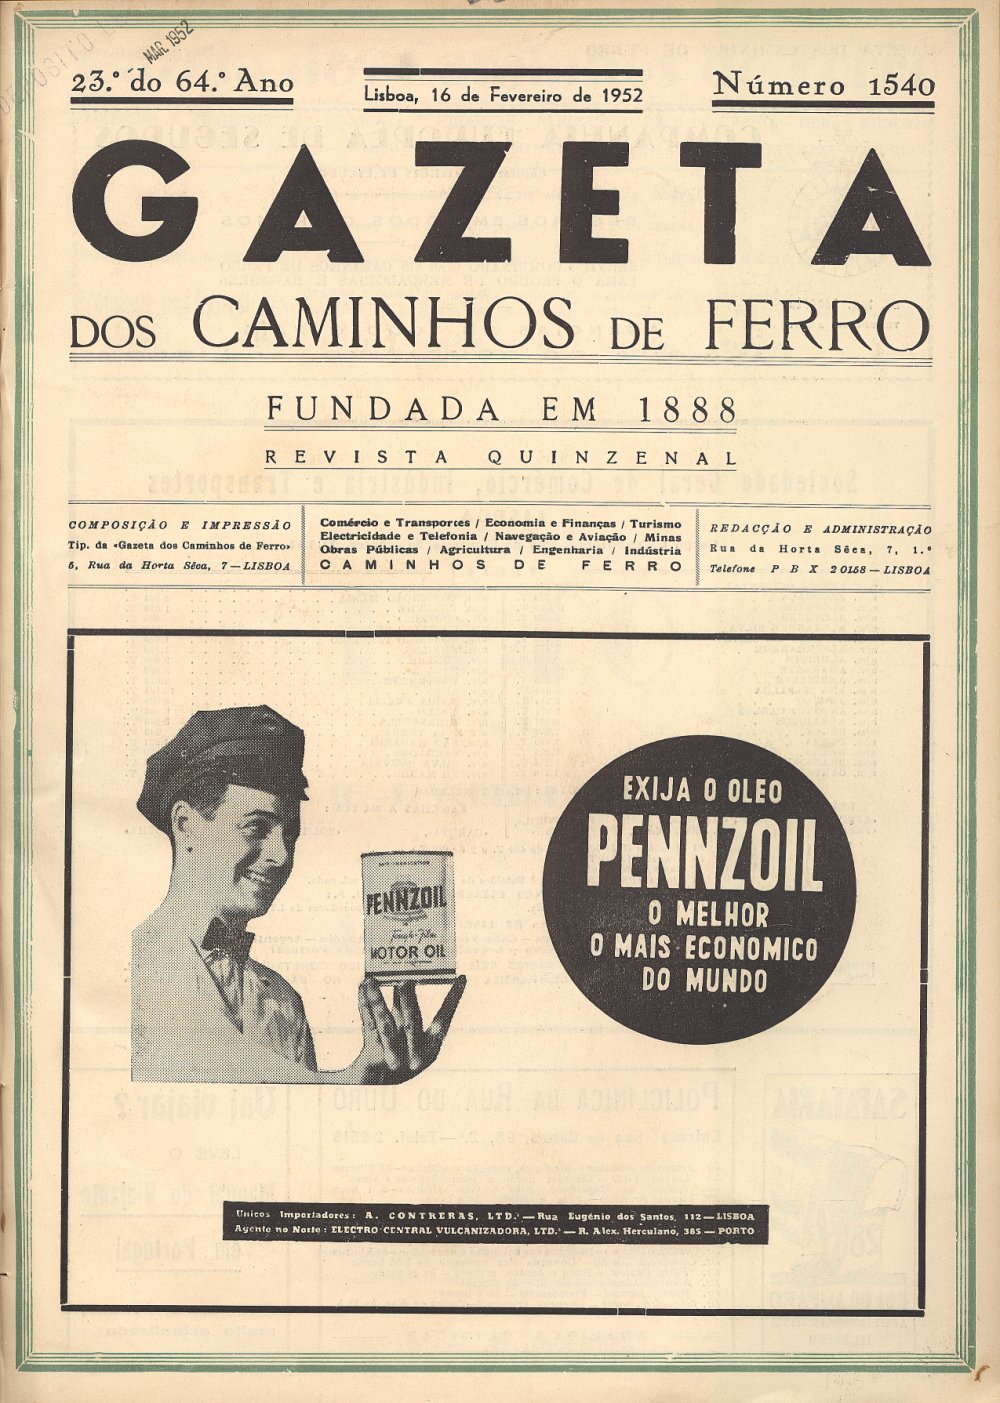 MAR. 1952
23.º do 64.º Ano
Lisboa, 16 de Fevereiro de 1952
Número 1540
GAZETA
DOS CAMINHOS DE FERRO
FUNDADA EM 1888
REVISTA QUINZENAL
COMPOSIÇÃO E IMPRESSÃO
Tip. da «Gazeta dos Caminhos de Ferro»
5, Rua da Horta Sêca, 7 — LISBOA
Comércio e Transportes / Economia e Finanças / Turismo
Electricidade e Telefonia / Navegação e Aviação / Minas
Obras Públicas / Agricultura / Engenharia / Indústria
CAMINHOS DE FERRO
REDACÇÃO E ADMINISTRAÇÃO
Rua da Horta Sêca, 7, 1.º
Telefone P B X 20158 — LISBOA
PENNZOIL
MOTOR OIL
EXIJA O OLEO
PENNZOIL
O MELHOR
O MAIS ECONOMICO
DO MUNDO
Unicos Importadores: A. CONTRERAS, LTD.ª — Rua Eugénio dos Santos, 112 — LISBOA
Agente no Norte: ELECTRO CENTRAL VULCANIZADORA, LTD.ª — R. Alex. Herculano, 385 — PORTO